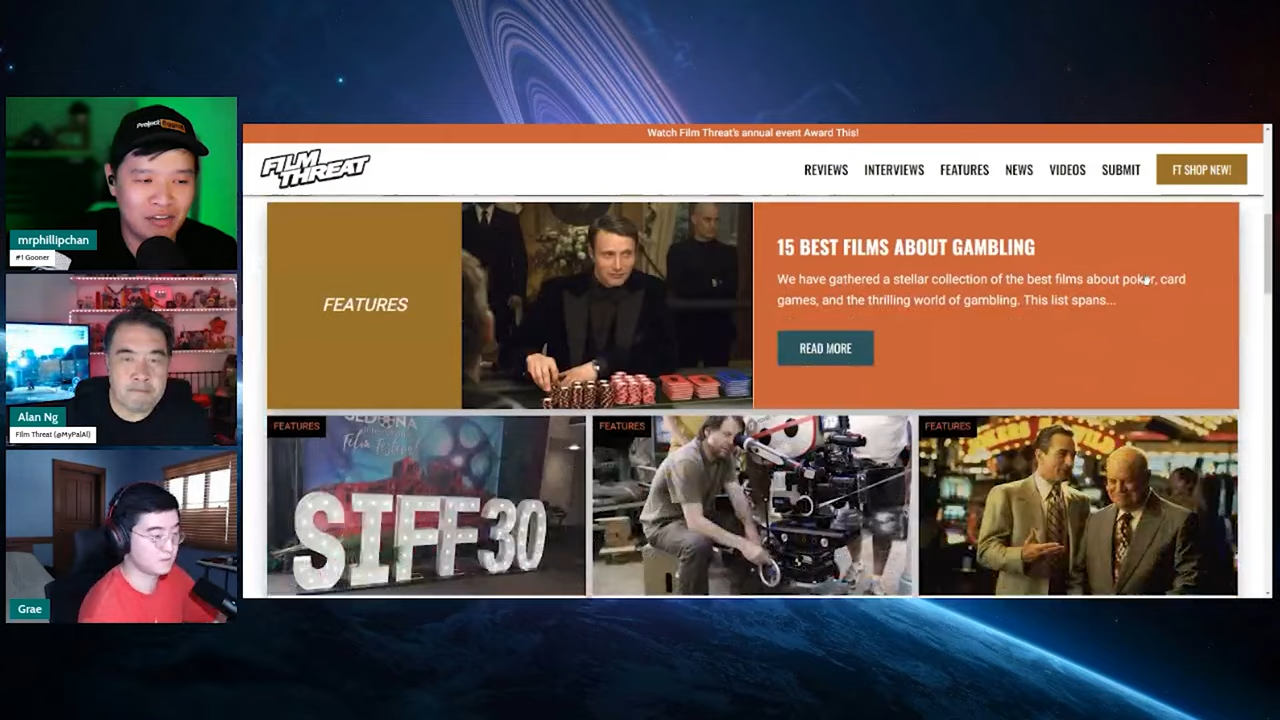 Project
mrphillipchan
#1 Gooner
Alan Ng
Film Threat (@MyPalAl)
Grae
Watch Film Threat's annual event Award This!
FILM
THREAT
REVIEWS INTERVIEWS FEATURES NEWS VIDEOS SUBMIT FT SHOP NEW!
FEATURES
15 BEST FILMS ABOUT GAMBLING
We have gathered a stellar collection of the best films about poker, card
games, and the thrilling world of gambling. This list spans...
READ MORE
FEATURES
Film Festival
SIFF30
FEATURES
FEATURES